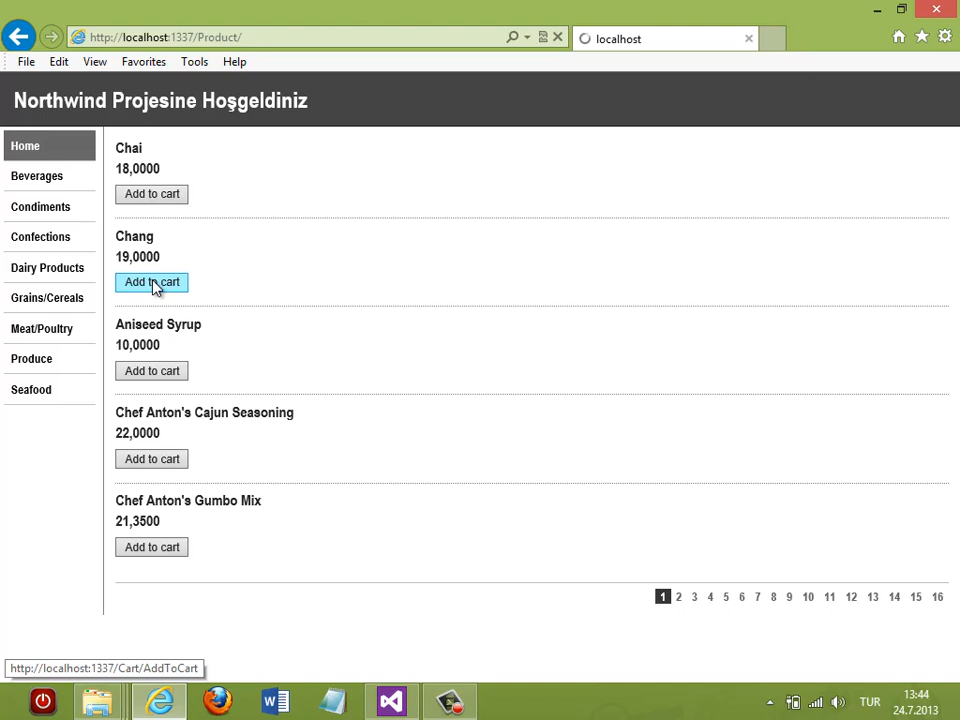 http://localhost:1337/Product/
localhost
File Edit View Favorites Tools Help
Northwind Projesine Hoşgeldiniz
Home
Beverages
Condiments
Confections
Dairy Products
Grains/Cereals
Meat/Poultry
Produce
Seafood
Chai
18,0000
Add to cart
Chang
19,0000
Add to cart
Aniseed Syrup
10,0000
Add to cart
Chef Anton's Cajun Seasoning
22,0000
Add to cart
Chef Anton's Gumbo Mix
21,3500
Add to cart
1 2 3 4 5 6 7 8 9 10 11 12 13 14 15 16
http://localhost:1337/Cart/AddToCart
TUR
13:44
24.7.2013